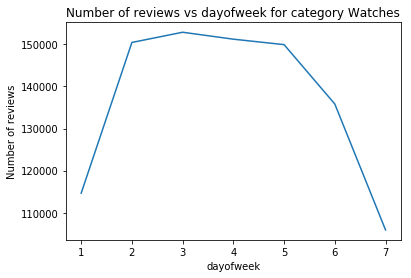 Number of reviews vs dayofweek for category Watches
Number of reviews
150000
140000
130000
120000
110000
1 2 3 4 5 6 7
dayofweek